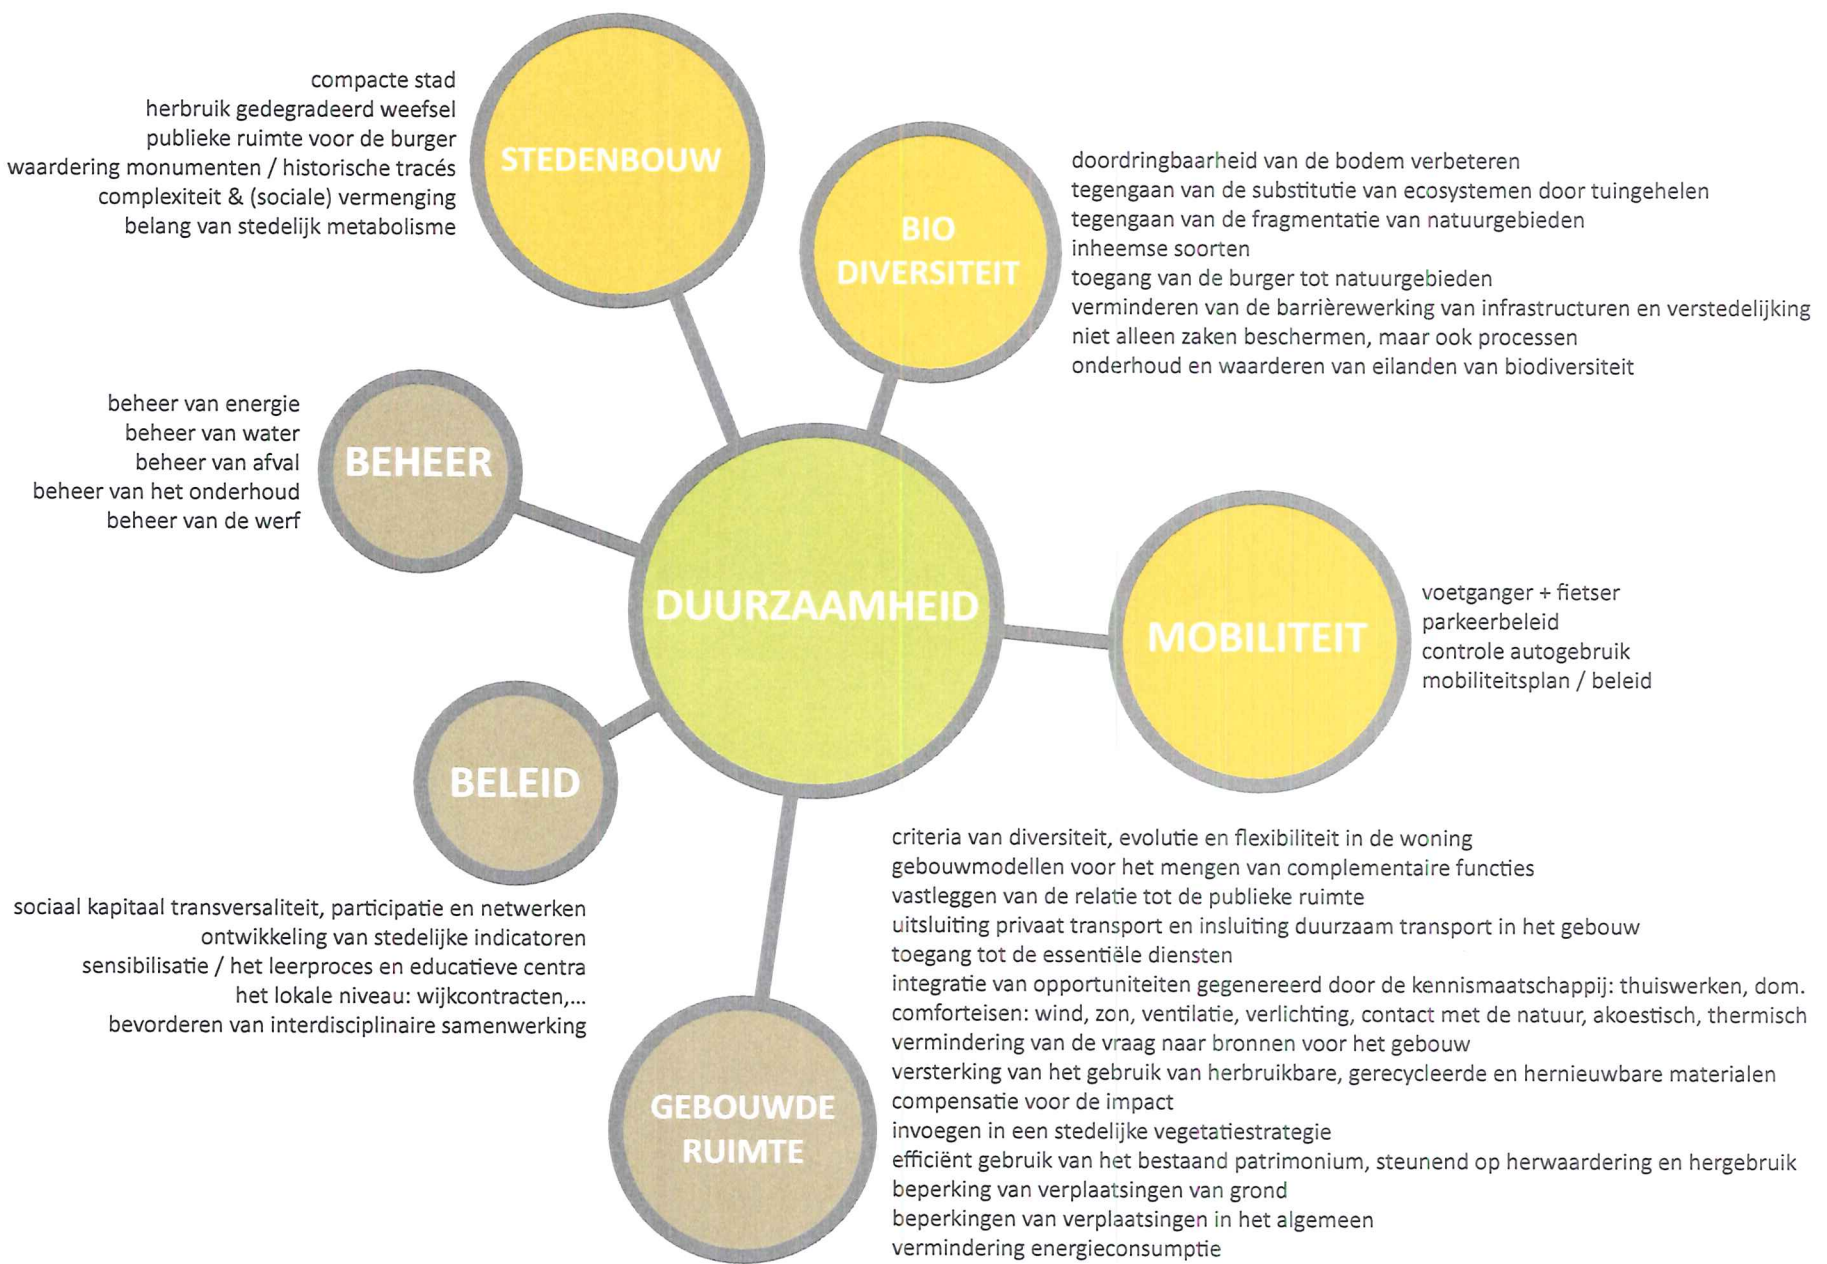 compacte stad
herbruik gedegradeerd weefsel
publieke ruimte voor de burger
waardering monumenten / historische tracés
complexiteit & (sociale) vermenging
belang van stedelijk metabolisme
STEDENBOUW
BIO
DIVERSITEIT
doordringbaarheid van de bodem verbeteren
tegengaan van de substitutie van ecosystemen door tuingehelen
tegengaan van de fragmentatie van natuurgebieden
inheemse soorten
toegang van de burger tot natuurgebieden
verminderen van de barrièrewerking van infrastructuren en verstedelijking
niet alleen zaken beschermen, maar ook processen
onderhoud en waarderen van eilanden van biodiversiteit
beheer van energie
beheer van water
beheer van afval
beheer van het onderhoud
beheer van de werf
BEHEER
DUURZAAMHEID
MOBILITEIT
voetganger + fietser
parkeerbeleid
controle autogebruik
mobiliteitsplan / beleid
BELEID
sociaal kapitaal transversaliteit, participatie en netwerken
ontwikkeling van stedelijke indicatoren
sensibilisatie / het leerproces en educatieve centra
het lokale niveau: wijkcontracten,...
bevorderen van interdisciplinaire samenwerking
GEBOUWDE
RUIMTE
criteria van diversiteit, evolutie en flexibiliteit in de woning
gebouwmodellen voor het mengen van complementaire functies
vastleggen van de relatie tot de publieke ruimte
uitsluiting privaat transport en insluiting duurzaam transport in het gebouw
toegang tot de essentiële diensten
integratie van opportuniteiten gegenereerd door de kennismaatschappij: thuiswerken, dom.
comforteisen: wind, zon, ventilatie, verlichting, contact met de natuur, akoestisch, thermisch
vermindering van de vraag naar bronnen voor het gebouw
versterking van het gebruik van herbruikbare, gerecycleerde en hernieuwbare materialen
compensatie voor de impact
invoegen in een stedelijke vegetatiestrategie
efficiënt gebruik van het bestaand patrimonium, steunend op herwaardering en hergebruik
beperking van verplaatsingen van grond
beperkingen van verplaatsingen in het algemeen
vermindering energieconsumptie